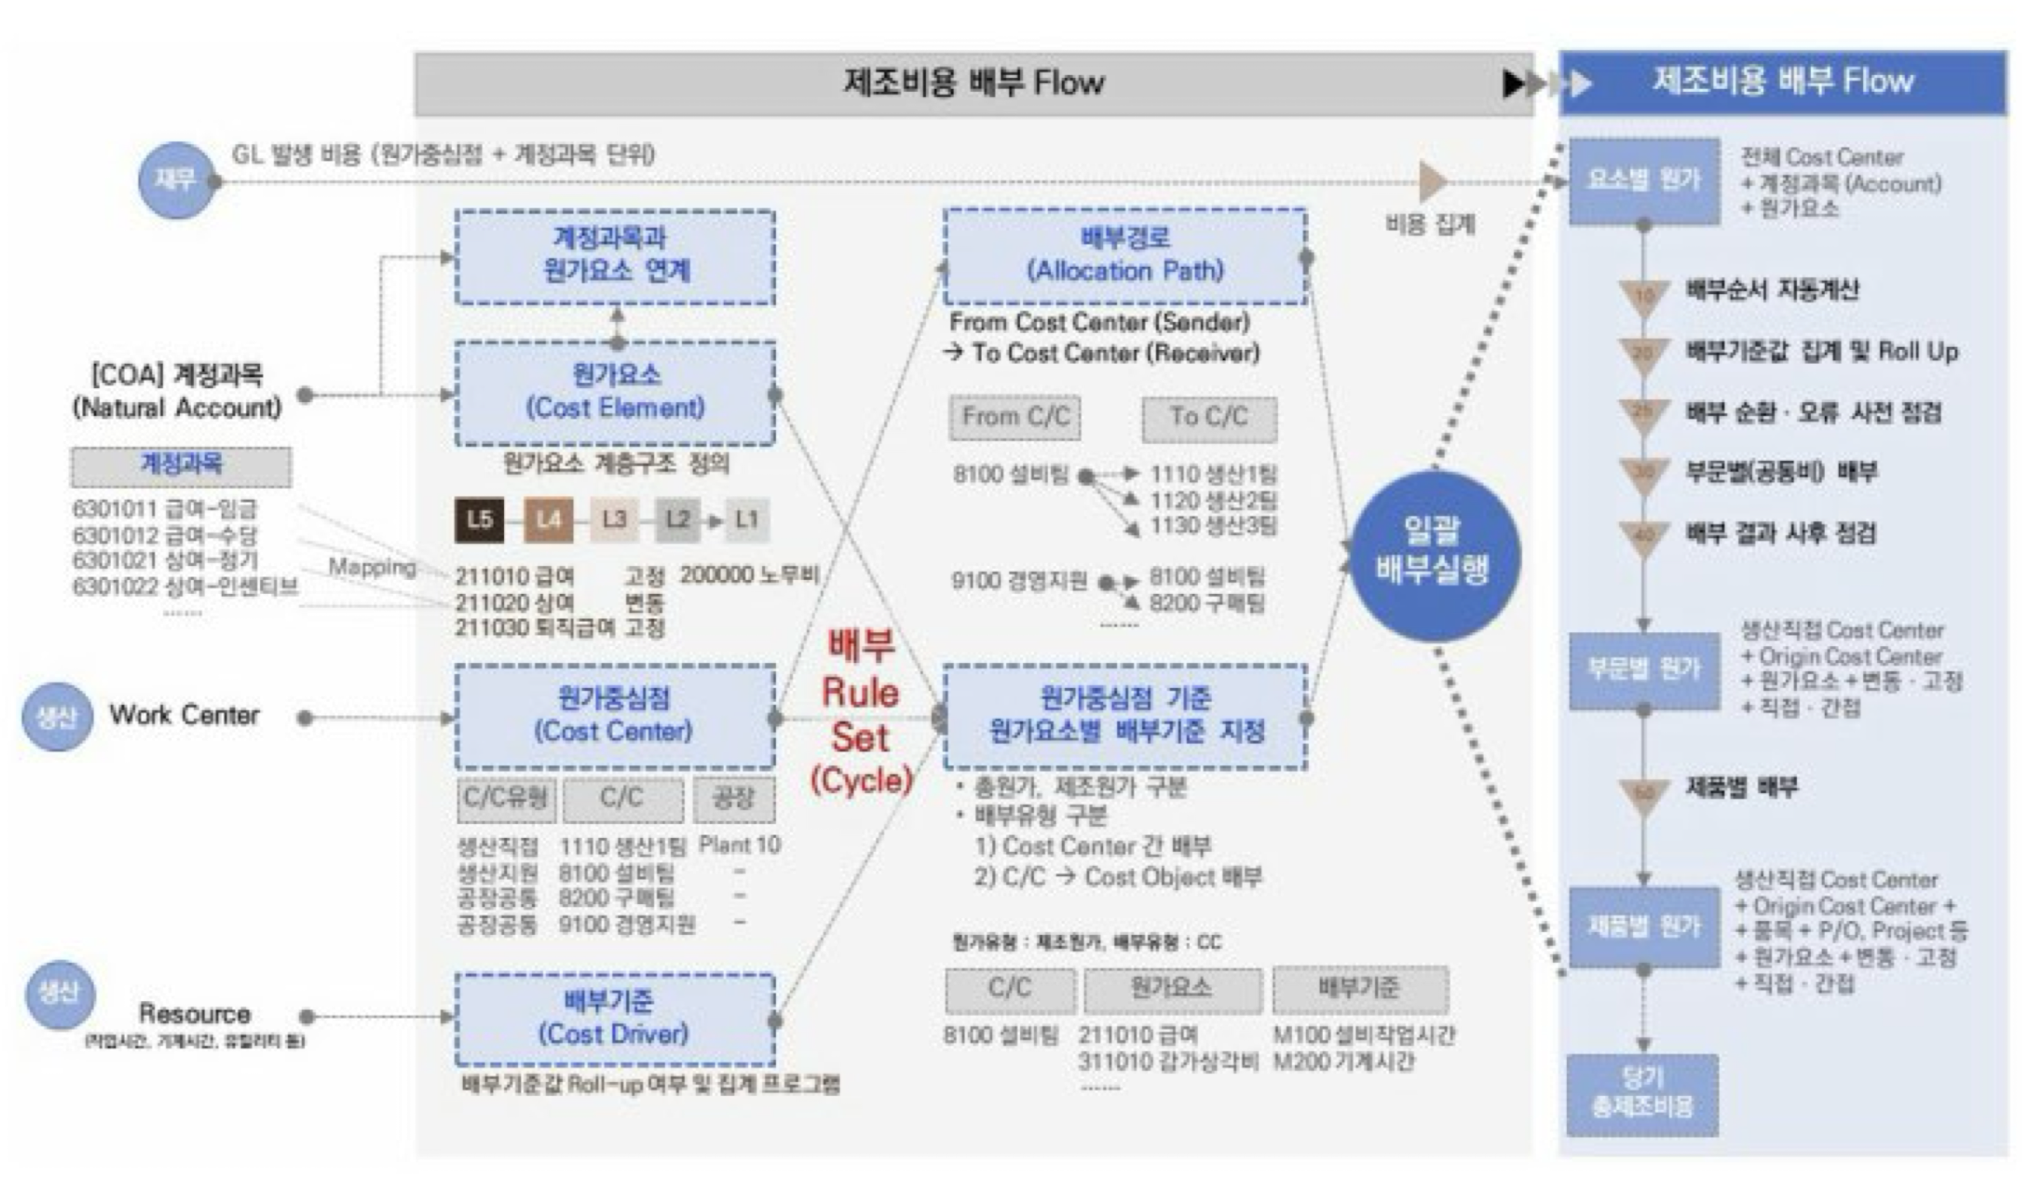 제조비용 배부 Flow
제조비용 배부 Flow
재무
GL 발생 비용 (원가중심점 + 계정과목 단위)
비용 집계
[COA] 계정과목
(Natural Account)
계정과목
6301011 급여-임금
6301012 급여-수당
6301021 상여-정기
6301022 상여-인센티브
......
Mapping
생산
Work Center
생산
Resource
(작업시간, 기계시간, 유틸리티 등)
계정과목과
원가요소 연계
원가요소
(Cost Element)
원가요소 계층구조 정의
L5 L4 L3 L2 L1
211010 급여 고정 200000 노무비
211020 상여 변동
211030 퇴직급여 고정
원가중심점
(Cost Center)
C/C유형 C/C 공장
생산직접 1110 생산1팀 Plant 10
생산지원 8100 설비팀 -
공장공통 8200 구매팀 -
공장공통 9100 경영지원 -
배부기준
(Cost Driver)
배부기준값 Roll-up 여부 및 집계 프로그램
배부
Rule
Set
(Cycle)
배부경로
(Allocation Path)
From Cost Center (Sender)
→ To Cost Center (Receiver)
From C/C To C/C
8100 설비팀 1110 생산1팀
1120 생산2팀
1130 생산3팀
9100 경영지원 8100 설비팀
8200 구매팀
......
원가중심점 기준
원가요소별 배부기준 지정
• 총원가, 제조원가 구분
• 배부유형 구분
1) Cost Center 간 배부
2) C/C → Cost Object 배부
원가유형 : 제조원가, 배부유형 : CC
C/C 원가요소 배부기준
8100 설비팀 211010 급여 M100 설비작업시간
311010 감가상각비 M200 기계시간
......
일괄
배부실행
요소별 원가
전체 Cost Center
+ 계정과목 (Account)
+ 원가요소
10 배부순서 자동계산
20 배부기준값 집계 및 Roll Up
25 배부 순환 · 오류 사전 점검
30 부문별(공통비) 배부
40 배부 결과 사후 점검
부문별 원가
생산직접 Cost Center
+ Origin Cost Center
+ 원가요소 + 변동 · 고정
+ 직접 · 간접
제품별 배부
제품별 원가
생산직접 Cost Center
+ Origin Cost Center +
+ 품목 + P/O, Project 등
+ 원가요소 + 변동 · 고정
+ 직접 · 간접
당기
총제조비용